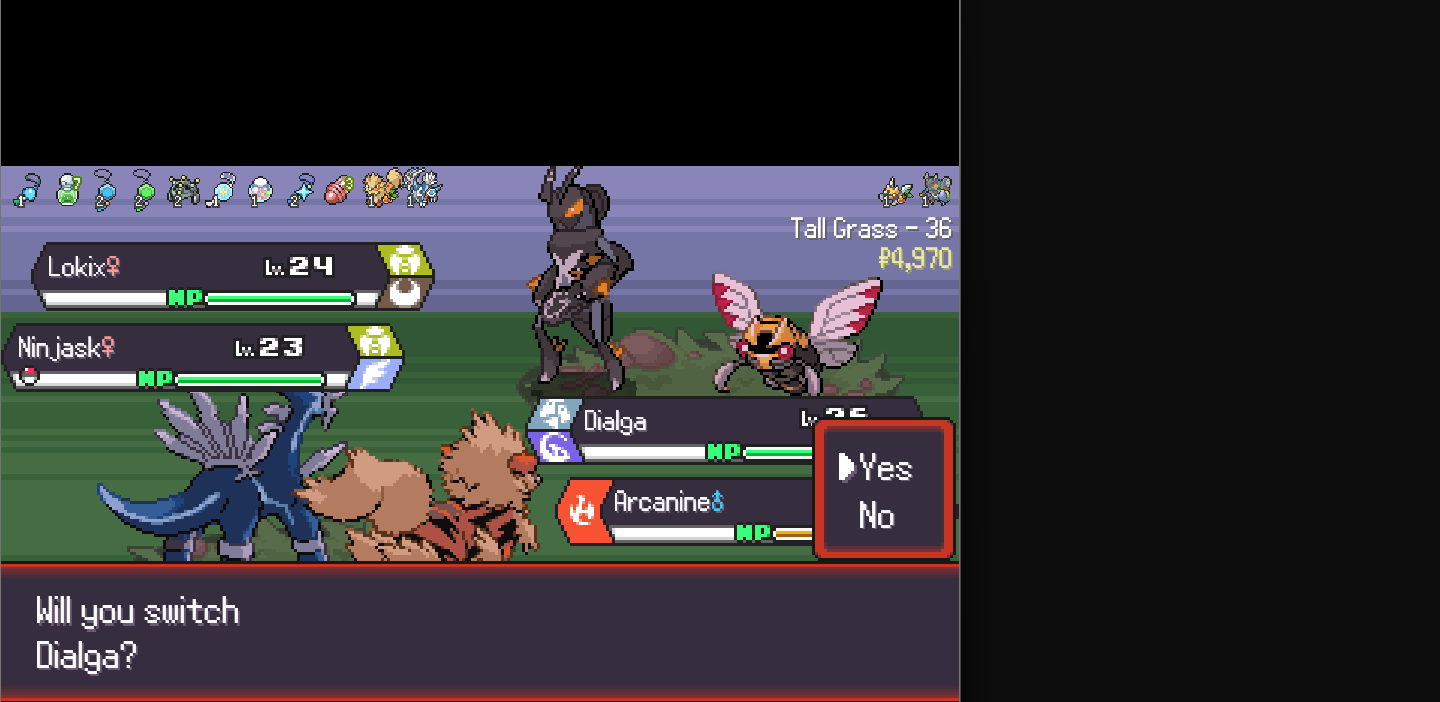 Tall Grass - 36
₽4,970
Lokix♀ Lv.24
HP
Ninjask♀ Lv.23
HP
Dialga
HP
Arcanine♂
HP
Yes
No
Will you switch
Dialga?